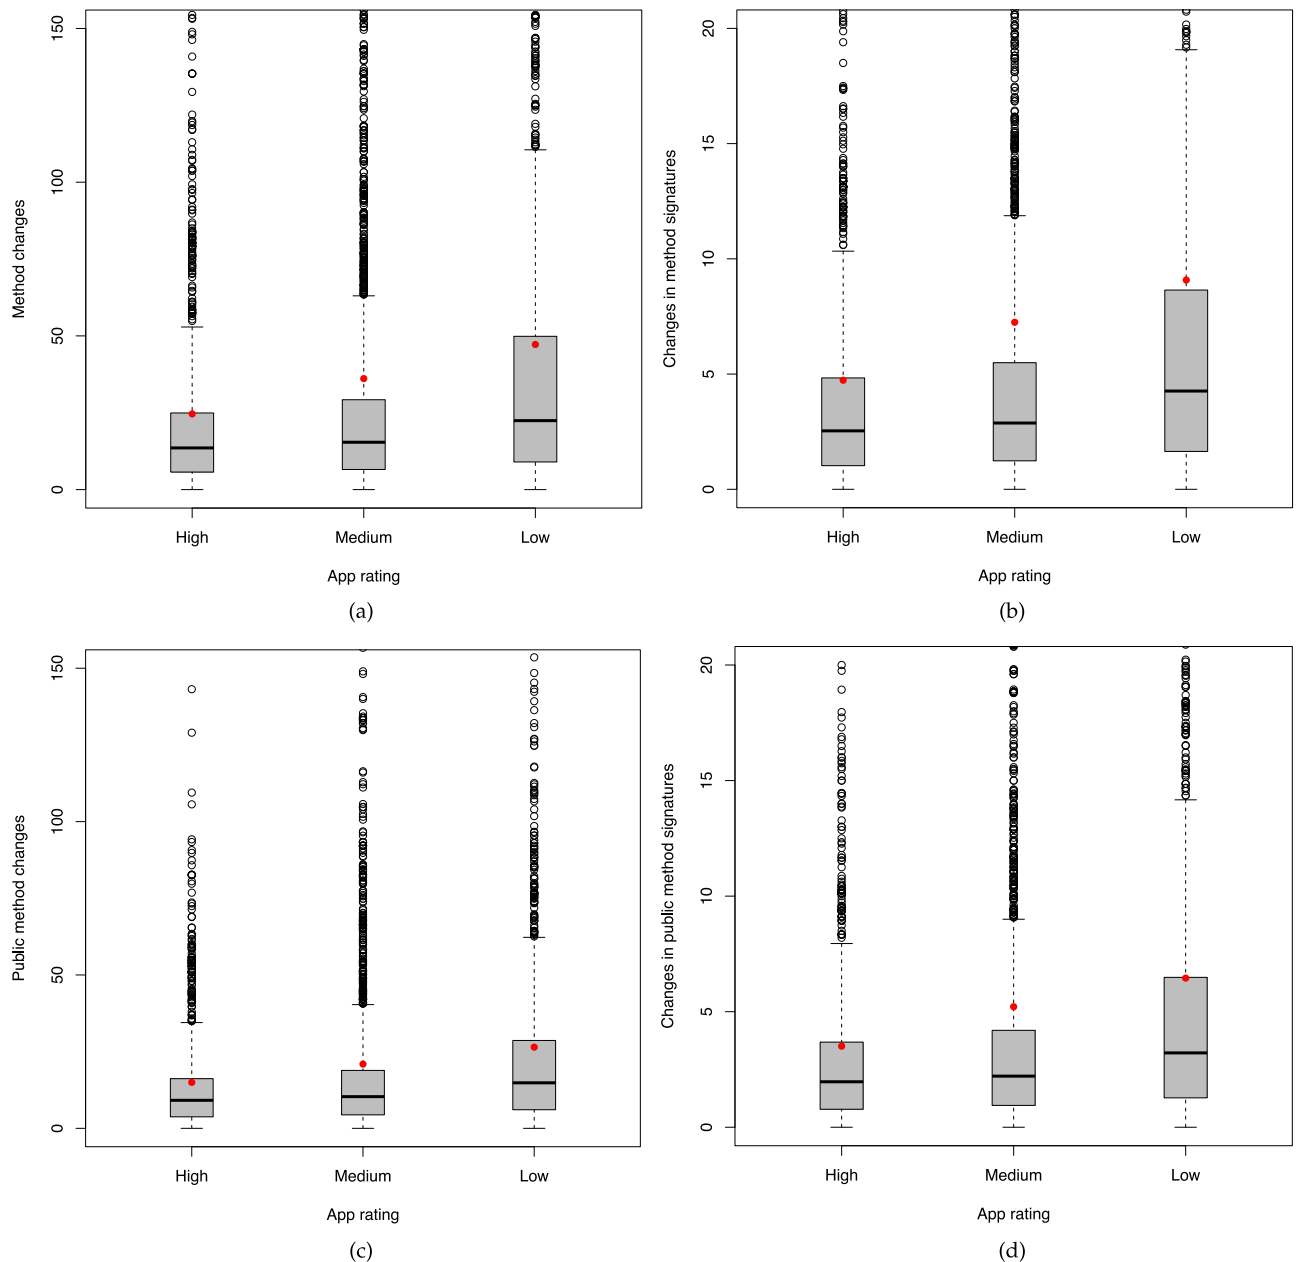 Method changes
150
100
50
0
High Medium Low
App rating
(a)
Changes in method signatures
20
15
10
5
0
High Medium Low
App rating
(b)
Public method changes
150
100
50
0
High Medium Low
App rating
(c)
Changes in public method signatures
20
15
10
5
0
High Medium Low
App rating
(d)